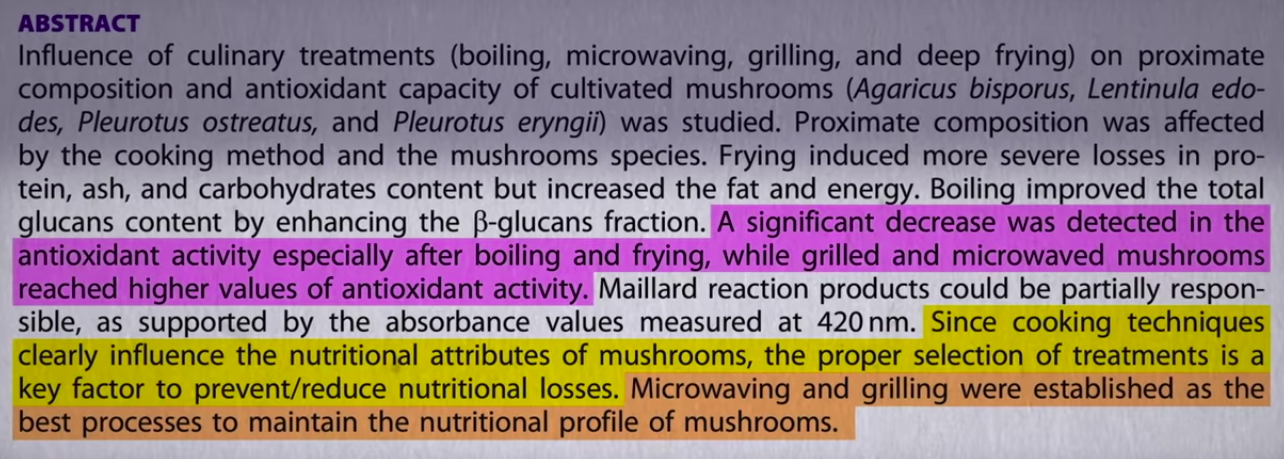 ABSTRACT
Influence of culinary treatments (boiling, microwaving, grilling, and deep frying) on proximate
composition and antioxidant capacity of cultivated mushrooms (Agaricus bisporus, Lentinula edo-
des, Pleurotus ostreatus, and Pleurotus eryngii) was studied. Proximate composition was affected
by the cooking method and the mushrooms species. Frying induced more severe losses in pro-
tein, ash, and carbohydrates content but increased the fat and energy. Boiling improved the total
glucans content by enhancing the β-glucans fraction. A significant decrease was detected in the
antioxidant activity especially after boiling and frying, while grilled and microwaved mushrooms
reached higher values of antioxidant activity. Maillard reaction products could be partially respon-
sible, as supported by the absorbance values measured at 420 nm. Since cooking techniques
clearly influence the nutritional attributes of mushrooms, the proper selection of treatments is a
key factor to prevent/reduce nutritional losses. Microwaving and grilling were established as the
best processes to maintain the nutritional profile of mushrooms.